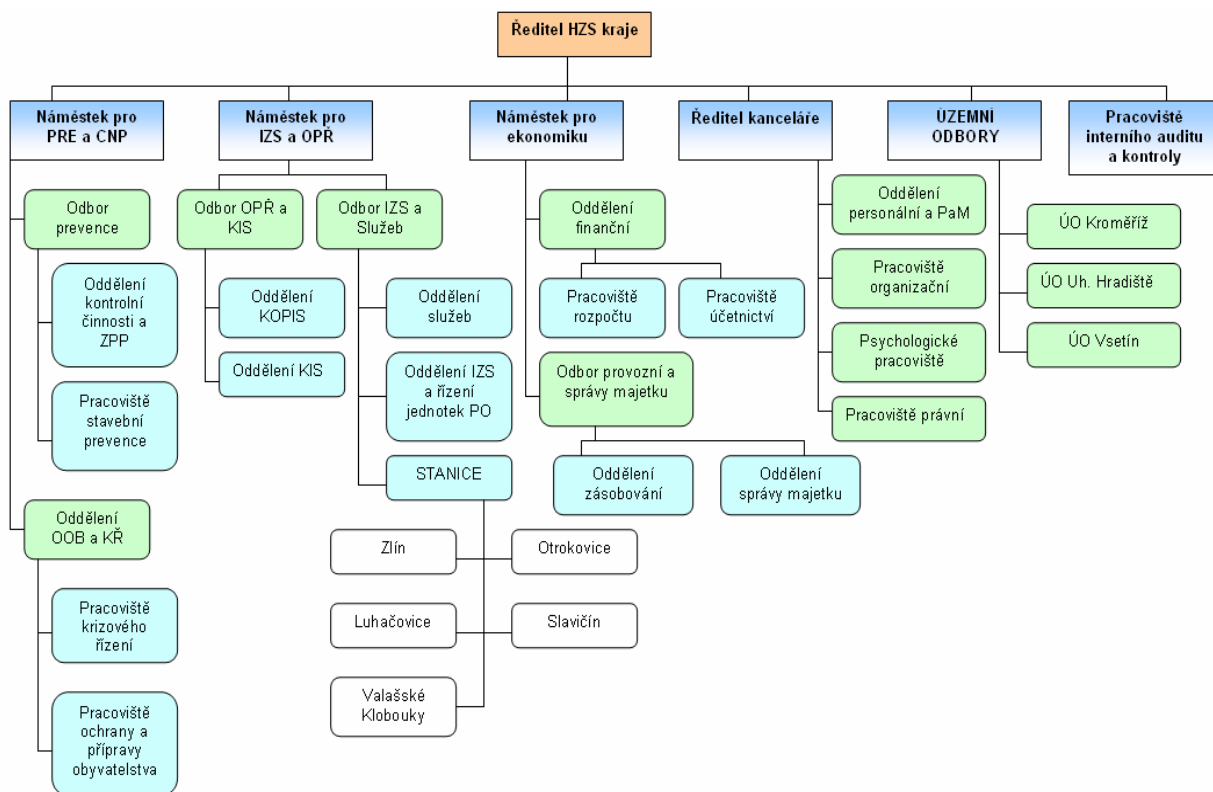 Ředitel HZS kraje
Náměstek pro
PRE a CNP
Náměstek pro
IZS a OPŘ
Náměstek pro
ekonomiku
Ředitel kanceláře
ÚZEMNÍ
ODBORY
Pracoviště
interního auditu
a kontroly
Odbor
prevence
Oddělení
kontrolní
činnosti a
ZPP
Pracoviště
stavební
prevence
Oddělení
OOB a KŘ
Pracoviště
krizového
řízení
Pracoviště
ochrany a
přípravy
obyvatelstva
Odbor OPŘ a
KIS
Oddělení
KOPIS
Oddělení KIS
Odbor IZS a
Služeb
Oddělení
služeb
Oddělení IZS
a řízení
jednotek PO
STANICE
Zlín
Otrokovice
Luhačovice
Slavičín
Valašské
Klobouky
Oddělení
finanční
Pracoviště
rozpočtu
Pracoviště
účetnictví
Odbor provozní a
správy majetku
Oddělení
zásobování
Oddělení
správy majetku
Oddělení
personální a PaM
Pracoviště
organizační
Psychologické
pracoviště
Pracoviště právní
ÚO Kroměříž
ÚO Uh. Hradiště
ÚO Vsetín